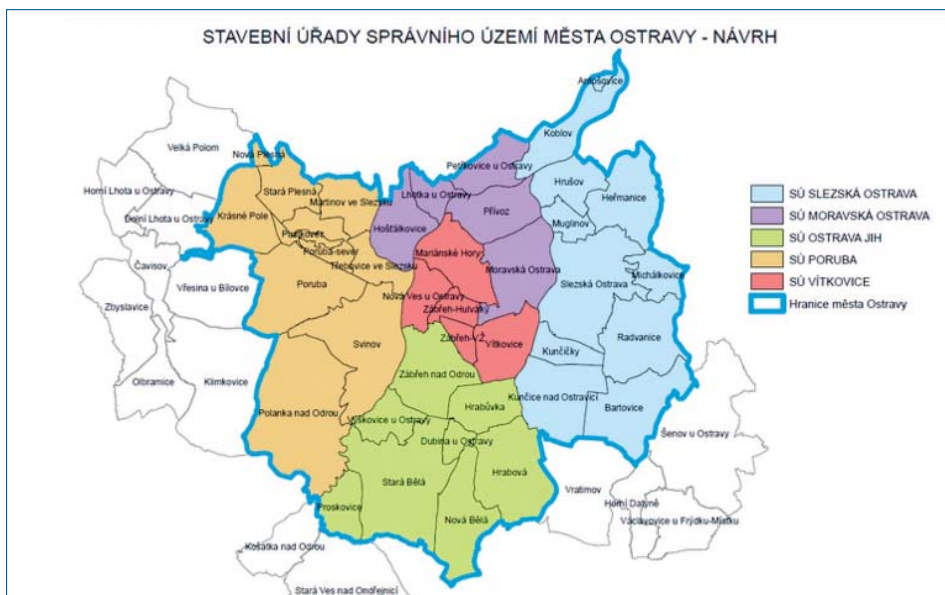 STAVEBNÍ ÚŘADY SPRÁVNÍHO ÚZEMÍ MĚSTA OSTRAVY - NÁVRH
Antošovice
Koblov
Velká Polom
Nová Plesná
Petřkovice u Ostravy
Hrušov
Heřmanice
Horní Lhota u Ostravy
Stará Plesná
Martinov ve Slezsku
Lhotka u Ostravy
Přívoz
Krásné Pole
Dolní Lhota u Ostravy
Pustkovec
Hošťálkovice
Muglinov
Poruba-sever
Mariánské Hory
Čavisov
Třebovice ve Slezsku
Moravská Ostrava
Michálkovice
Vřesina u Bílovce
Poruba
Slezská Ostrava
Nová Ves u Ostravy
Zbyslavice
Zábřeh-Hulváky
Radvanice
Svinov
Zábřeh-VŽ
Vítkovice
Kunčičky
Olbramice
Klimkovice
Zábřeh nad Odrou
Kunčice nad Ostravicí
Bartovice
Polanka nad Odrou
Hrabůvka
Výškovice u Ostravy
Šenov u Ostravy
Dubina u Ostravy
Stará Bělá
Hrabová
Vratimov
Horní Datyně
Proskovice
Nová Bělá
Václavovice u Frýdku-Místku
Košatka nad Odrou
Stará Ves nad Ondřejnicí
SÚ SLEZSKÁ OSTRAVA
SÚ MORAVSKÁ OSTRAVA
SÚ OSTRAVA JIH
SÚ PORUBA
SÚ VÍTKOVICE
Hranice města Ostravy